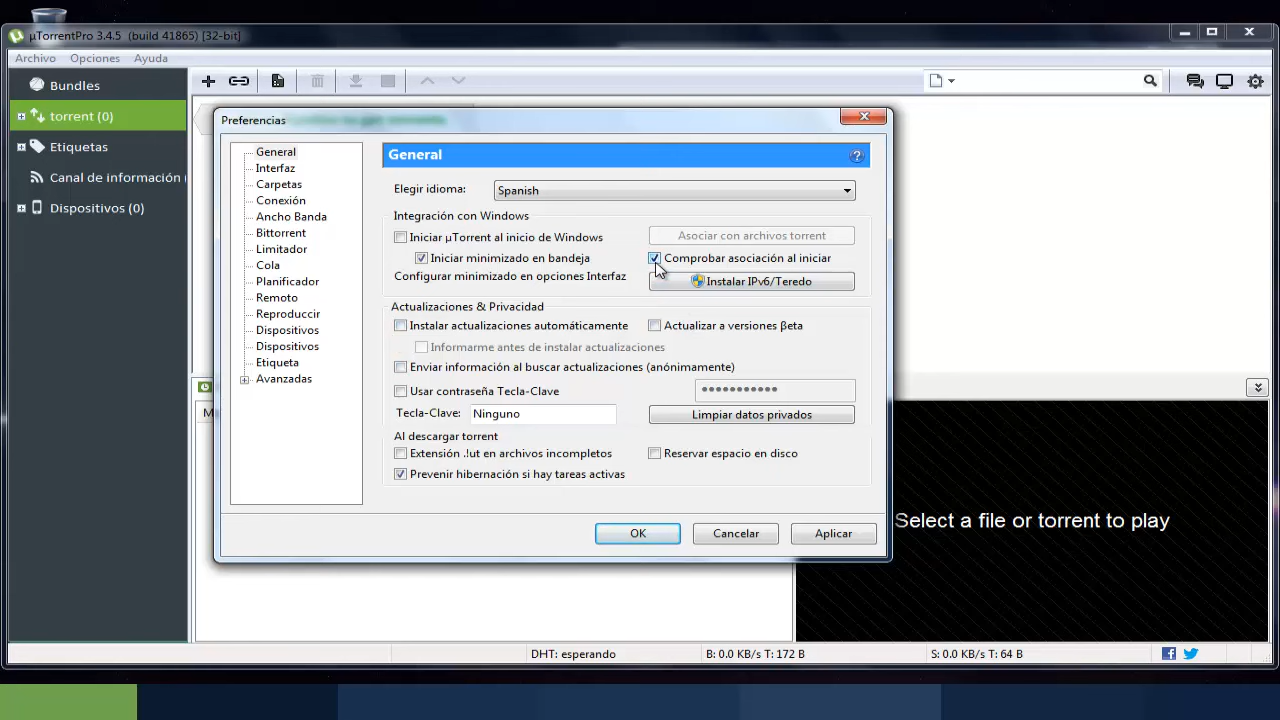 µTorrentPro 3.4.5 (build 41865) [32-bit]
Archivo Opciones Ayuda
Bundles
torrent (0)
Etiquetas
Canal de información
Dispositivos (0)
Preferencias
General
Interfaz
Carpetas
Conexión
Ancho Banda
Bittorrent
Limitador
Cola
Planificador
Remoto
Reproducir
Dispositivos
Dispositivos
Etiqueta
Avanzadas
General
Elegir idioma: Spanish
Integración con Windows
Iniciar µTorrent al inicio de Windows Asociar con archivos torrent
Iniciar minimizado en bandeja Comprobar asociación al iniciar
Configurar minimizado en opciones Interfaz Instalar IPv6/Teredo
Actualizaciones & Privacidad
Instalar actualizaciones automáticamente Actualizar a versiones βeta
Informarme antes de instalar actualizaciones
Enviar información al buscar actualizaciones (anónimamente)
Usar contraseña Tecla-Clave
Tecla-Clave: Ninguno Limpiar datos privados
Al descargar torrent
Extensión .!ut en archivos incompletos Reservar espacio en disco
Prevenir hibernación si hay tareas activas
OK Cancelar Aplicar
Select a file or torrent to play
DHT: esperando B: 0.0 KB/s T: 172 B S: 0.0 KB/s T: 64 B